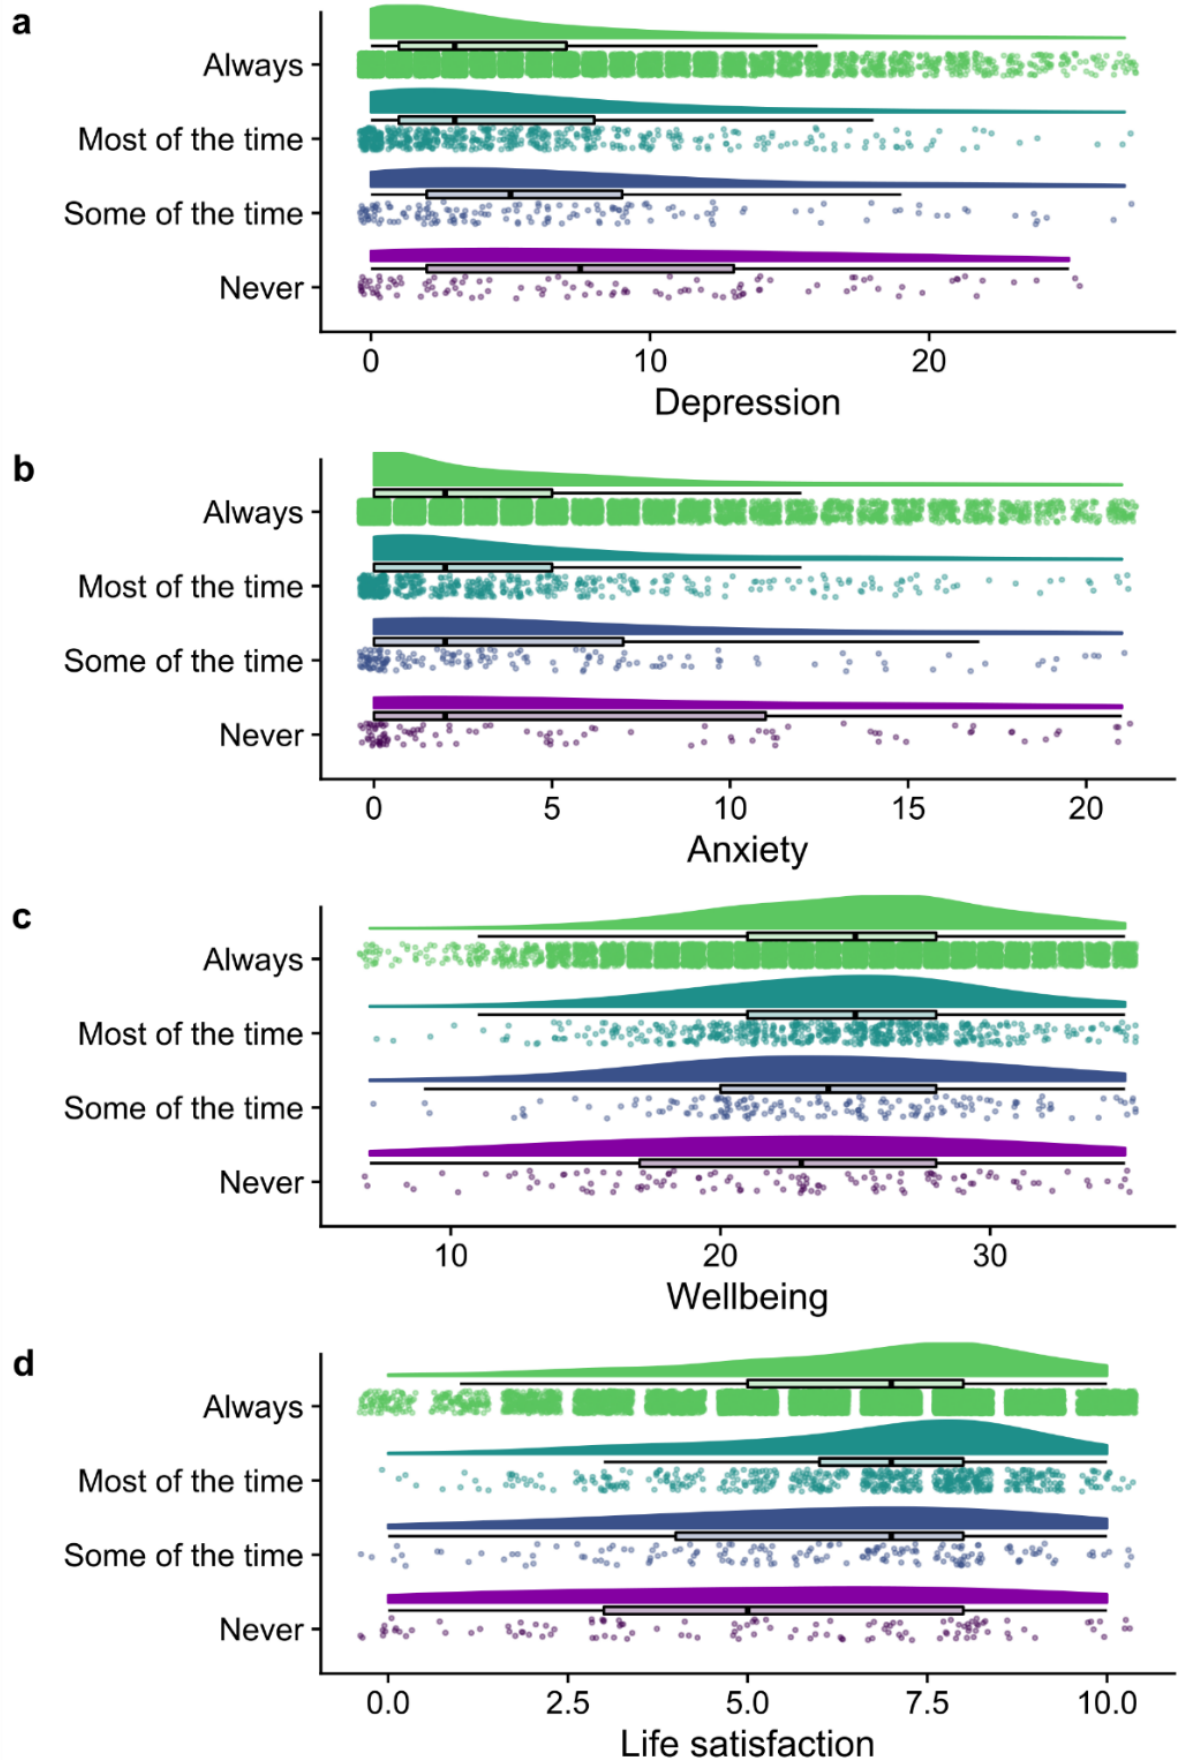 a
Always
Most of the time
Some of the time
Never
0 10 20
Depression
b
Always
Most of the time
Some of the time
Never
0 5 10 15 20
Anxiety
c
Always
Most of the time
Some of the time
Never
10 20 30
Wellbeing
d
Always
Most of the time
Some of the time
Never
0.0 2.5 5.0 7.5 10.0
Life satisfaction